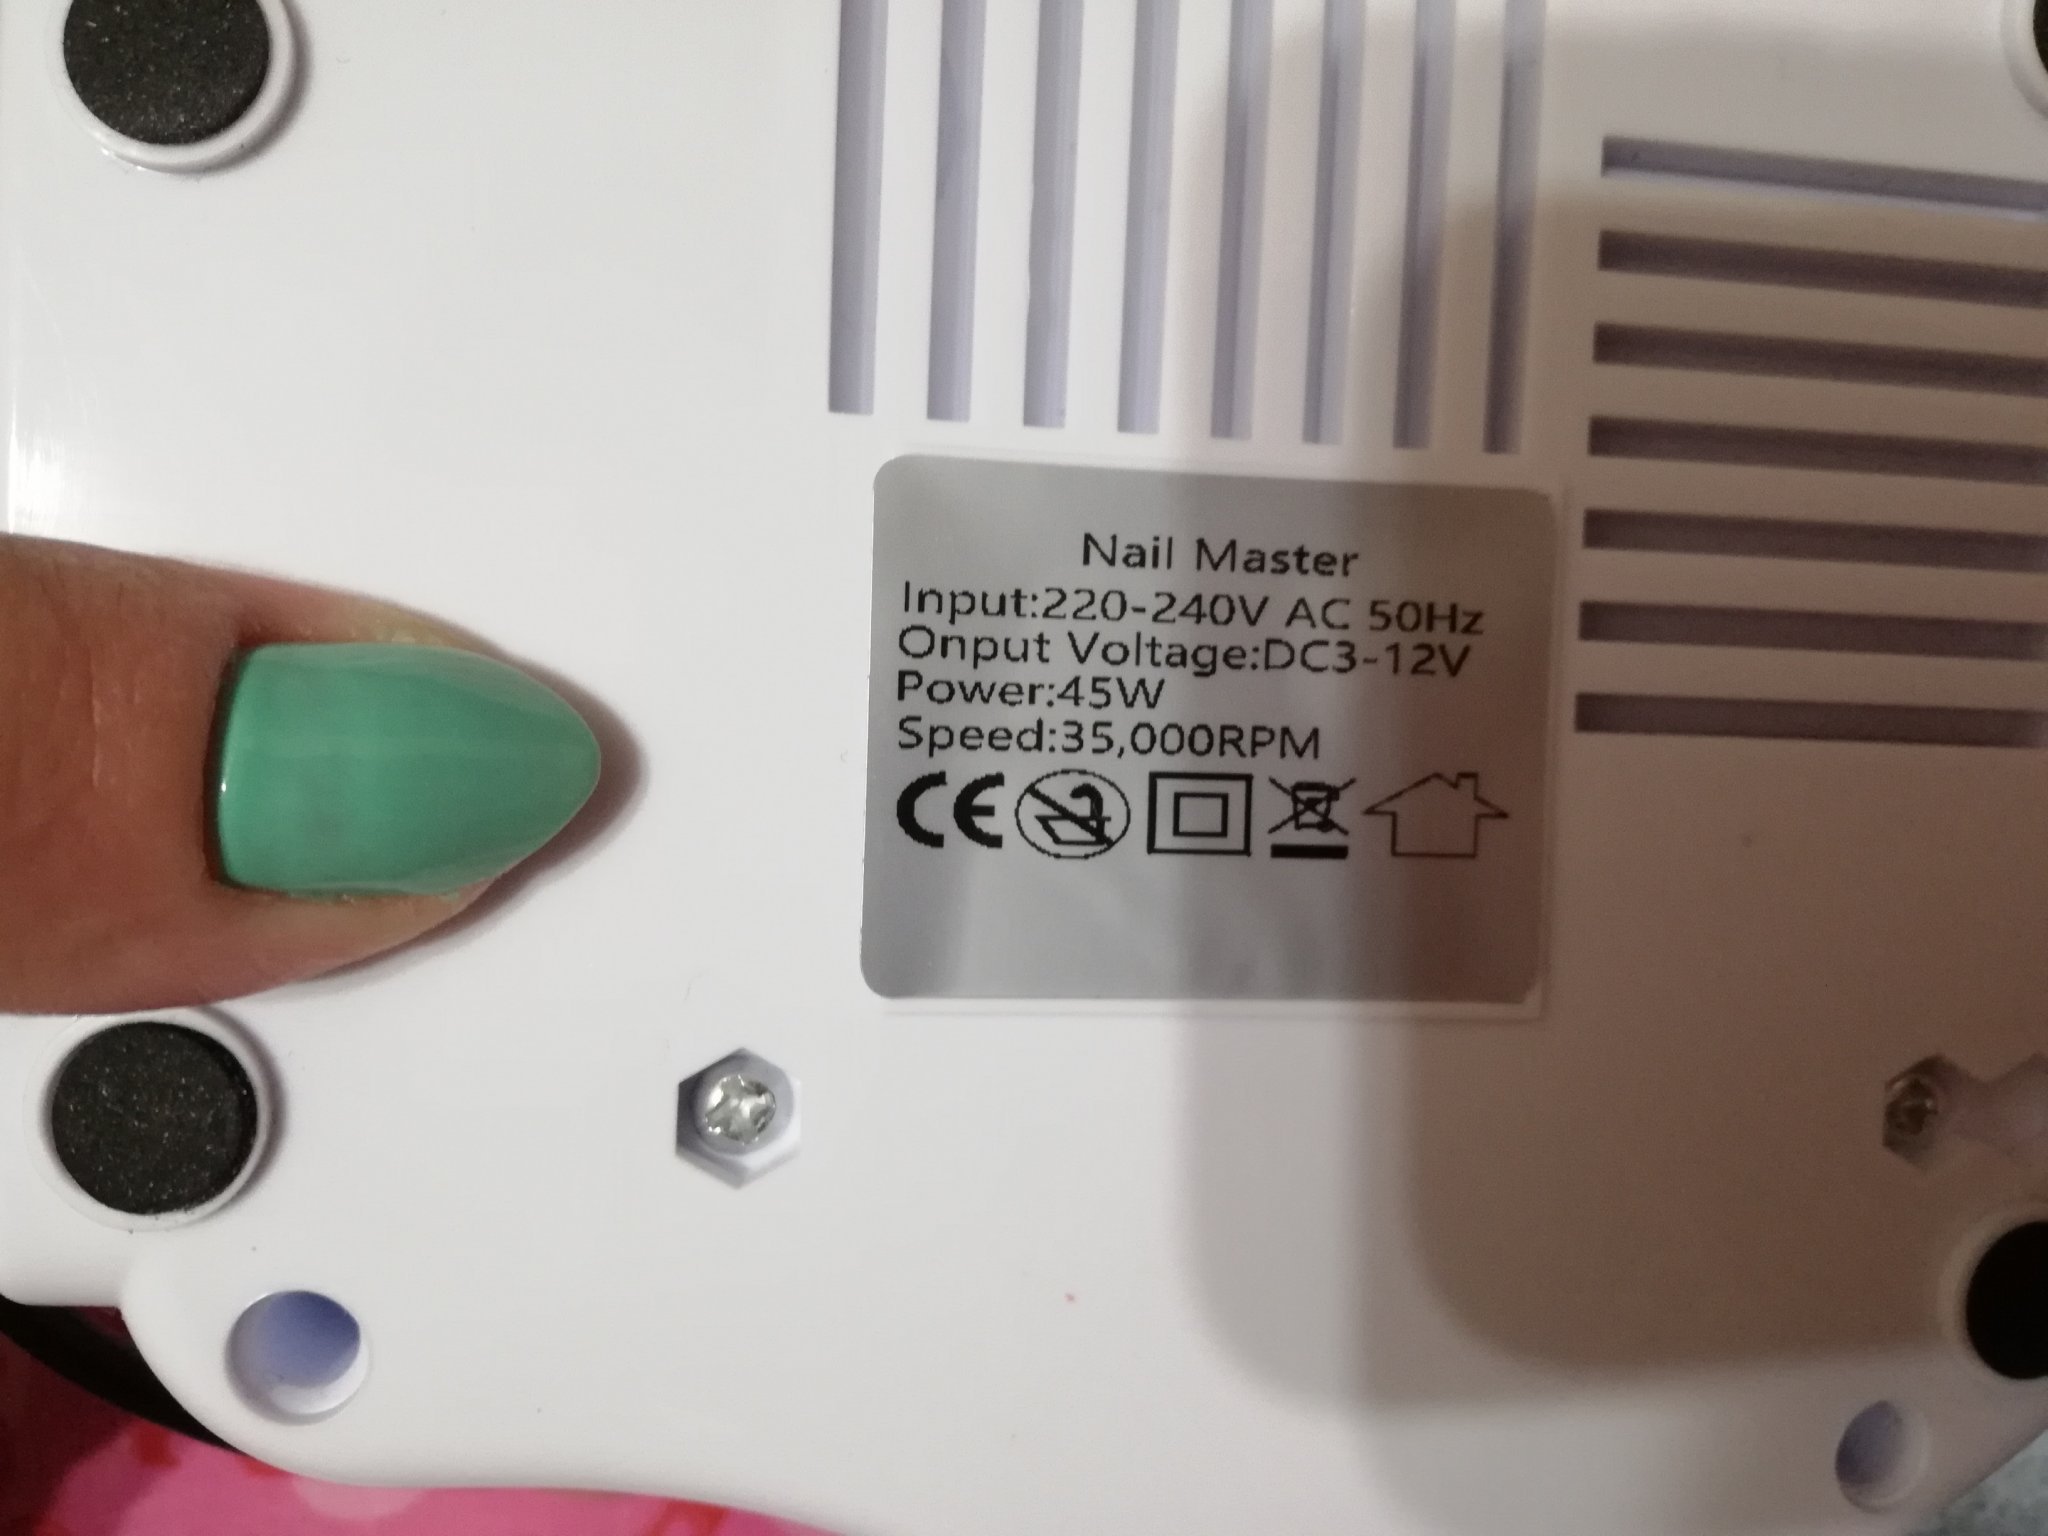 Nail Master
Input:220-240V AC 50Hz
Onput Voltage:DC3-12V
Power:45W
Speed:35,000RPM
CE